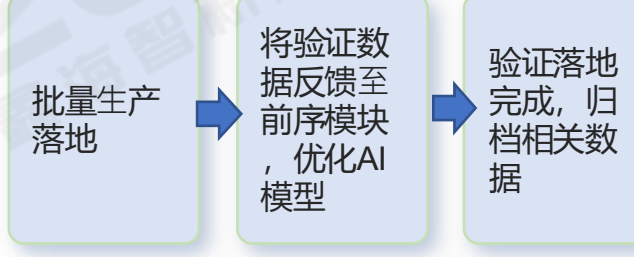 批量生产
落地
将验证数
据反馈至
前序模块
，优化AI
模型
验证落地
完成，归
档相关数
据